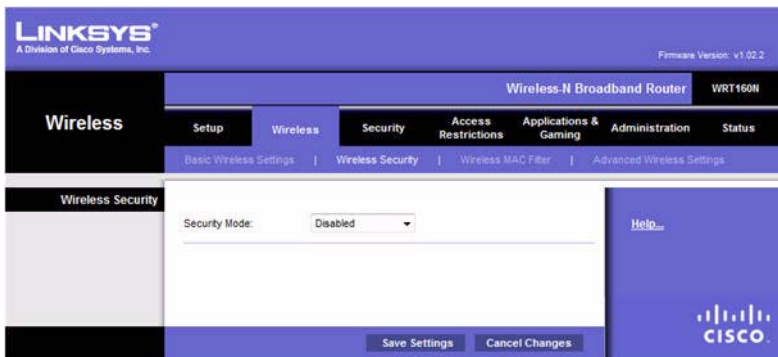 LINKSYS®
A Division of Cisco Systems, Inc.
Firmware Version: v1.02.2
Wireless-N Broadband Router WRT160N
Wireless
Setup Wireless Security Access Restrictions Applications & Gaming Administration Status
Basic Wireless Settings | Wireless Security | Wireless MAC Filter | Advanced Wireless Settings
Wireless Security
Security Mode: Disabled
Help...
Save Settings Cancel Changes
CISCO.